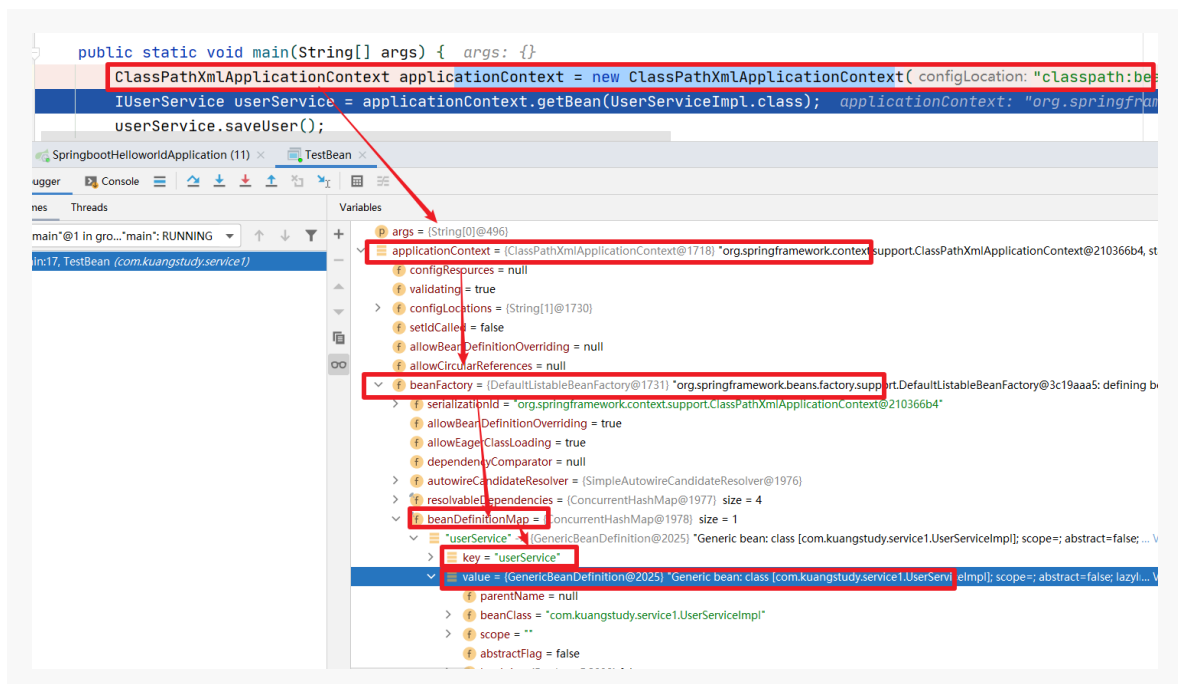 public static void main(String[] args) {  args: {}
ClassPathXmlApplicationContext applicationContext = new ClassPathXmlApplicationContext( configLocation: "classpath:be
IUserService userService = applicationContext.getBean(UserServiceImpl.class);  applicationContext: "org.springfram
userService.saveUser();
SpringbootHelloworldApplication (11) × TestBean ×
ugger Console
nes Threads Variables
main"@1 in gro..."main": RUNNING
in:17, TestBean (com.kuangstudy.service1)
args = {String[0]@496}
applicationContext = {ClassPathXmlApplicationContext@1718} "org.springframework.context.support.ClassPathXmlApplicationContext@210366b4, st
configResources = null
validating = true
configLocations = {String[1]@1730}
setIdCalled = false
allowBeanDefinitionOverriding = null
allowCircularReferences = null
beanFactory = {DefaultListableBeanFactory@1731} "org.springframework.beans.factory.support.DefaultListableBeanFactory@3c19aaa5: defining be
serializationId = "org.springframework.context.support.ClassPathXmlApplicationContext@210366b4"
allowBeanDefinitionOverriding = true
allowEagerClassLoading = true
dependencyComparator = null
autowireCandidateResolver = {SimpleAutowireCandidateResolver@1976}
resolvableDependencies = {ConcurrentHashMap@1977} size = 4
beanDefinitionMap = {ConcurrentHashMap@1978} size = 1
"userService" -> {GenericBeanDefinition@2025} "Generic bean: class [com.kuangstudy.service1.UserServiceImpl]; scope=; abstract=false; ... V
key = "userService"
value = {GenericBeanDefinition@2025} "Generic bean: class [com.kuangstudy.service1.UserServiceImpl]; scope=; abstract=false; lazyI... V
parentName = null
beanClass = "com.kuangstudy.service1.UserServiceImpl"
scope = ""
abstractFlag = false